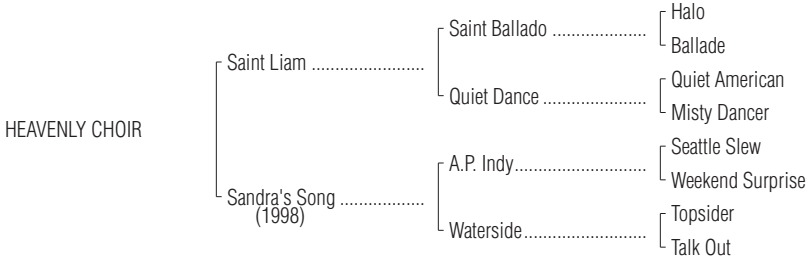 Halo
Saint Ballado ....................
Ballade
Saint Liam ........................
Quiet American
Quiet Dance ......................
Misty Dancer
HEAVENLY CHOIR
Seattle Slew
A.P. Indy............................
Weekend Surprise
Sandra's Song ..................
(1998)
Topsider
Waterside..........................
Talk Out